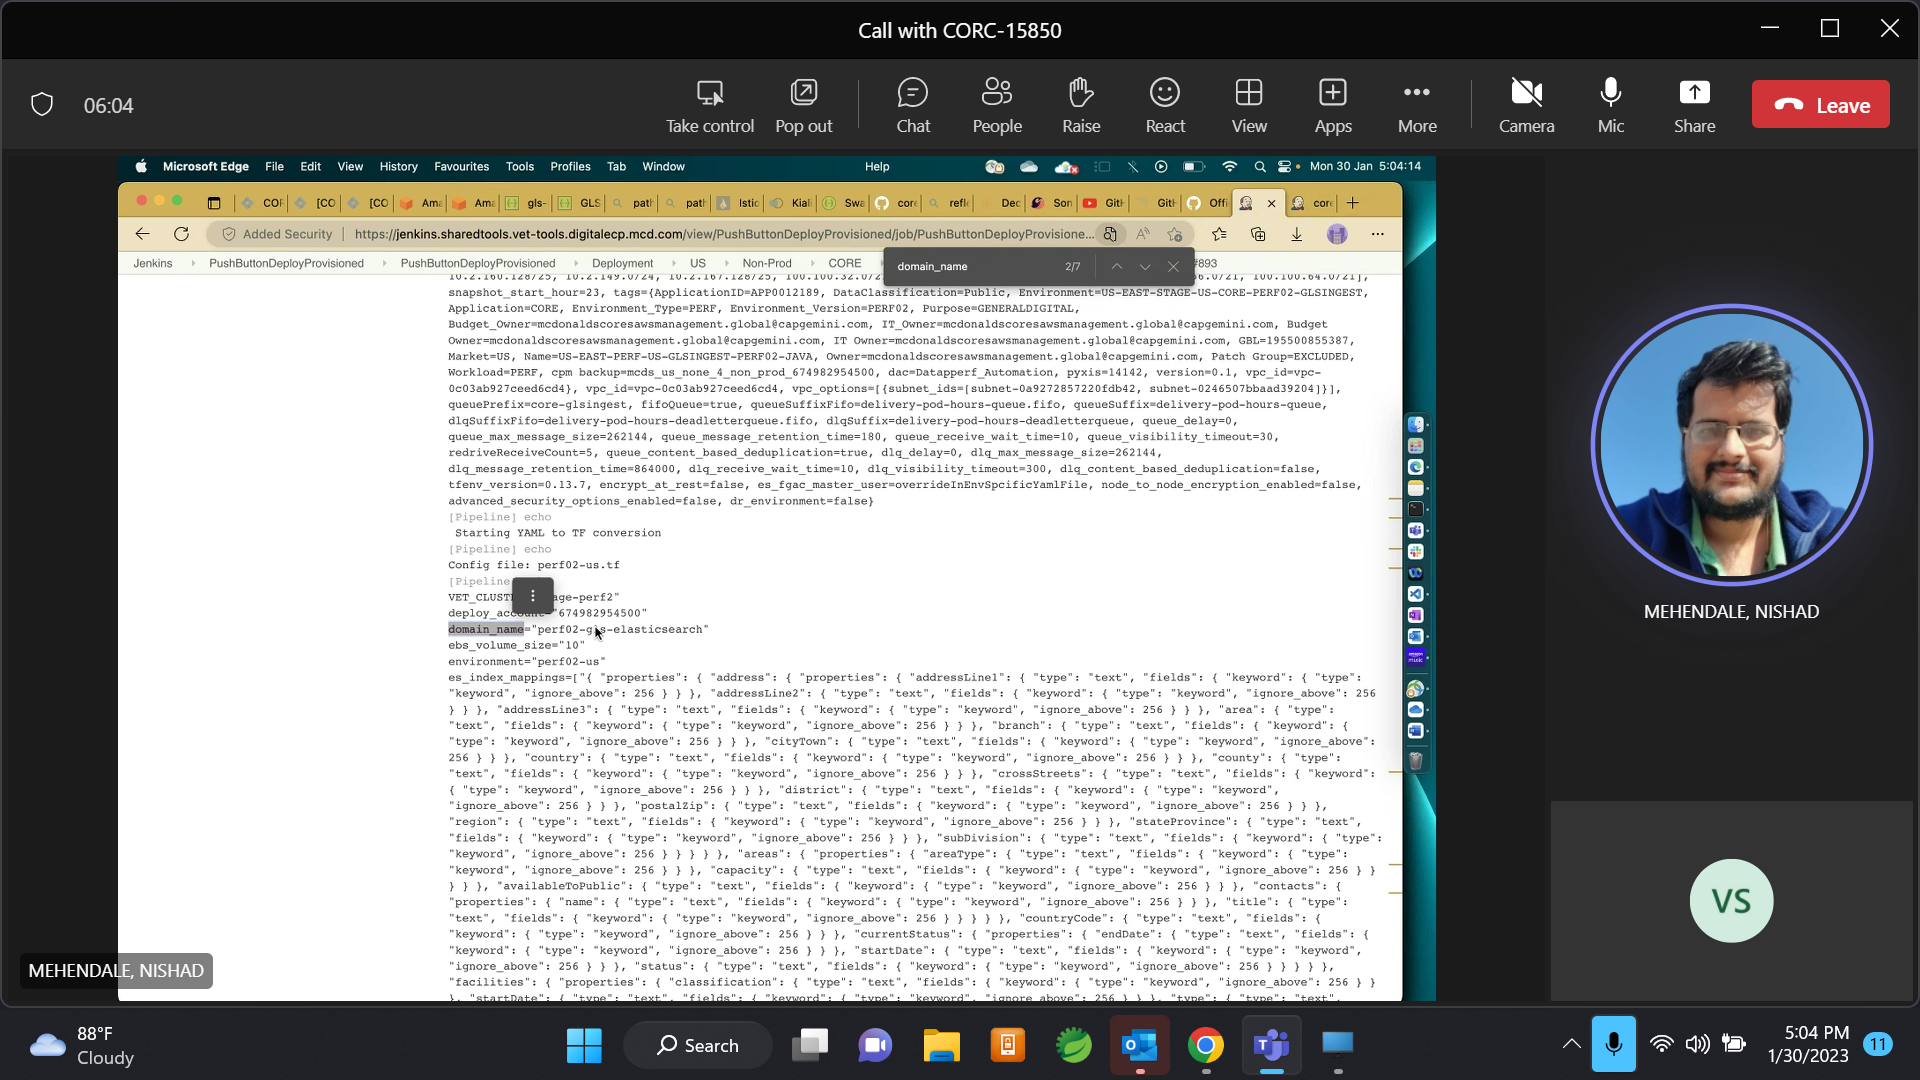 Call with CORC-15850
06:04
Take control
Pop out
Chat
People
Raise
React
View
Apps
More
Camera
Mic
Share
Leave
Microsoft Edge File Edit View History Favourites Tools Profiles Tab Window Help
Mon 30 Jan 5:04:14
COF [CO [CO Ama Ama gls- GLS path path Istic Kiali Swa core refle Dec Son Git GitH Offi core
Added Security https://jenkins.sharedtools.vet-tools.digitalecp.mcd.com/view/PushButtonDeployProvisioned/job/PushButtonDeployProvisione...
Jenkins PushButtonDeployProvisioned PushButtonDeployProvisioned Deployment US Non-Prod CORE #893
domain_name 2/7
snapshot_start_hour=23, tags={ApplicationID=APP0012189, DataClassification=Public, Environment=US-EAST-STAGE-US-CORE-PERF02-GLSINGEST,
Application=CORE, Environment_Type=PERF, Environment_Version=PERF02, Purpose=GENERALDIGITAL,
Budget_Owner=mcdonaldscoresawsmanagement.global@capgemini.com, IT_Owner=mcdonaldscoresawsmanagement.global@capgemini.com, Budget
Owner=mcdonaldscoresawsmanagement.global@capgemini.com, IT Owner=mcdonaldscoresawsmanagement.global@capgemini.com, GBL=195500855387,
Market=US, Name=US-EAST-PERF-US-GLSINGEST-PERF02-JAVA, Owner=mcdonaldscoresawsmanagement.global@capgemini.com, Patch Group=EXCLUDED,
Workload=PERF, cpm backup=mcds_us_none_4_non_prod_674982954500, dac=Datapperf_Automation, pyxis=14142, version=0.1, vpc_id=vpc-
0c03ab927ceed6cd4}, vpc_id=vpc-0c03ab927ceed6cd4, vpc_options=[{subnet_ids=[subnet-0a9272857220fdb42, subnet-0246507bbaad39204]}],
queuePrefix=core-glsingest, fifoQueue=true, queueSuffixFifo=delivery-pod-hours-queue.fifo, queueSuffix=delivery-pod-hours-queue,
dlqSuffixFifo=delivery-pod-hours-deadletterqueue.fifo, dlqSuffix=delivery-pod-hours-deadletterqueue, queue_delay=0,
queue_max_message_size=262144, queue_message_retention_time=180, queue_receive_wait_time=10, queue_visibility_timeout=30,
redriveReceiveCount=5, queue_content_based_deduplication=true, dlq_delay=0, dlq_max_message_size=262144,
dlq_message_retention_time=864000, dlq_receive_wait_time=10, dlq_visibility_timeout=300, dlq_content_based_deduplication=false,
tfenv_version=0.13.7, encrypt_at_rest=false, es_fgac_master_user=overrideInEnvSpcificYamlFile, node_to_node_encryption_enabled=false,
advanced_security_options_enabled=false, dr_environment=false}
[Pipeline] echo
Starting YAML to TF conversion
[Pipeline] echo
Config file: perf02-us.tf
[Pipeline
VET_CLUST age-perf2"
deploy_account="674982954500"
domain_name="perf02-gls-elasticsearch"
ebs_volume_size="10"
environment="perf02-us"
es_index_mappings=["{ "properties": { "address": { "properties": { "addressLine1": { "type": "text", "fields": { "keyword": { "type":
"keyword", "ignore_above": 256 } } }, "addressLine2": { "type": "text", "fields": { "keyword": { "type": "keyword", "ignore_above": 256
} } }, "addressLine3": { "type": "text", "fields": { "keyword": { "type": "keyword", "ignore_above": 256 } } }, "area": { "type":
"text", "fields": { "keyword": { "type": "keyword", "ignore_above": 256 } } }, "branch": { "type": "text", "fields": { "keyword": {
"type": "keyword", "ignore_above": 256 } } }, "cityTown": { "type": "text", "fields": { "keyword": { "type": "keyword", "ignore_above":
256 } } }, "country": { "type": "text", "fields": { "keyword": { "type": "keyword", "ignore_above": 256 } } }, "county": { "type":
"text", "fields": { "keyword": { "type": "keyword", "ignore_above": 256 } } }, "crossStreets": { "type": "text", "fields": { "keyword":
{ "type": "keyword", "ignore_above": 256 } } }, "district": { "type": "text", "fields": { "keyword": { "type": "keyword",
"ignore_above": 256 } } }, "postalZip": { "type": "text", "fields": { "keyword": { "type": "keyword", "ignore_above": 256 } } },
"region": { "type": "text", "fields": { "keyword": { "type": "keyword", "ignore_above": 256 } } }, "stateProvince": { "type": "text",
"fields": { "keyword": { "type": "keyword", "ignore_above": 256 } } }, "subDivision": { "type": "text", "fields": { "keyword": { "type":
"keyword", "ignore_above": 256 } } } } }, "areas": { "properties": { "areaType": { "type": "text", "fields": { "keyword": { "type":
"keyword", "ignore_above": 256 } } }, "capacity": { "type": "text", "fields": { "keyword": { "type": "keyword", "ignore_above": 256 } }
} } }, "availableToPublic": { "type": "text", "fields": { "keyword": { "type": "keyword", "ignore_above": 256 } } }, "contacts": {
"properties": { "name": { "type": "text", "fields": { "keyword": { "type": "keyword", "ignore_above": 256 } } }, "title": { "type":
"text", "fields": { "keyword": { "type": "keyword", "ignore_above": 256 } } } } }, "countryCode": { "type": "text", "fields": {
"keyword": { "type": "keyword", "ignore_above": 256 } } }, "currentStatus": { "properties": { "endDate": { "type": "text", "fields": {
"keyword": { "type": "keyword", "ignore_above": 256 } } }, "startDate": { "type": "text", "fields": { "keyword": { "type": "keyword",
"ignore_above": 256 } } }, "status": { "type": "text", "fields": { "keyword": { "type": "keyword", "ignore_above": 256 } } } } },
"facilities": { "properties": { "classification": { "type": "text", "fields": { "keyword": { "type": "keyword", "ignore_above": 256 } }
}, "startDate": { "type": "text", "fields": { "keyword": { "type": "keyword", "ignore_above": 256 } } }, "type": { "type": "text",
MEHENDALE, NISHAD
VS
MEHENDALE, NISHAD
88°F
Cloudy
Search
5:04 PM
1/30/2023
11